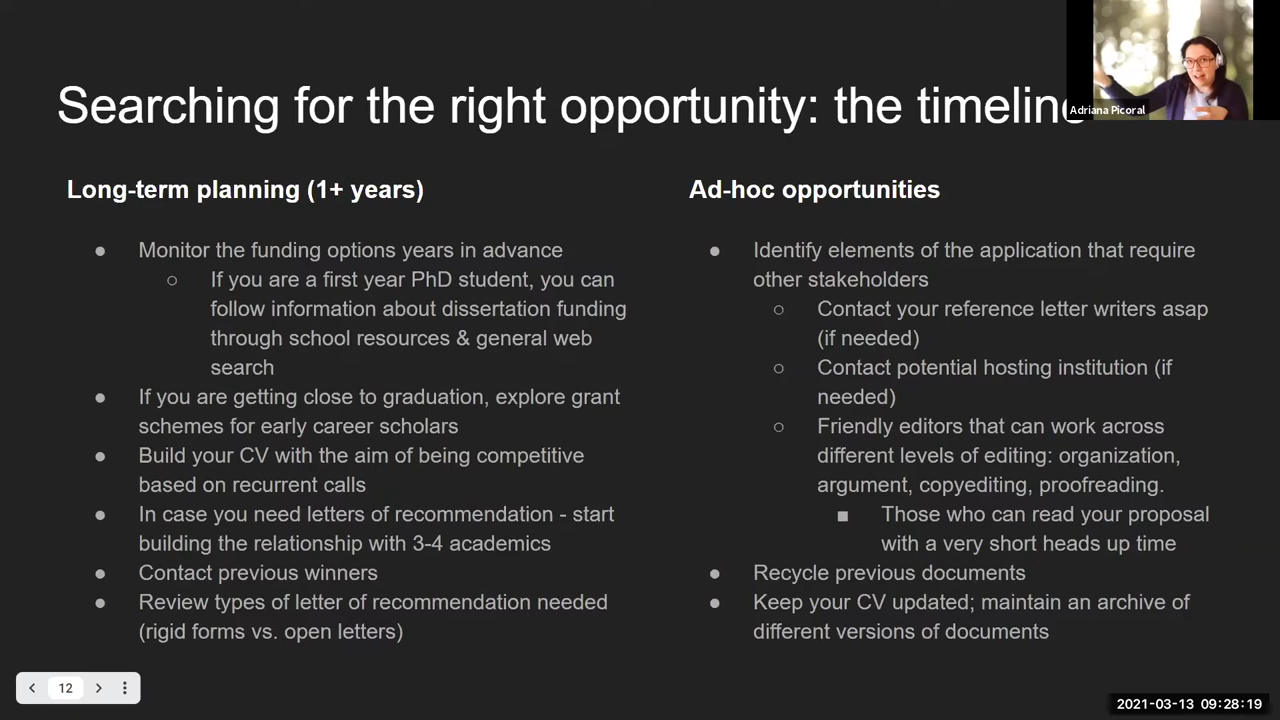 Searching for the right opportunity: the timeline
Adriana Picoral
Long-term planning (1+ years)
● Monitor the funding options years in advance
○ If you are a first year PhD student, you can
follow information about dissertation funding
through school resources & general web
search
● If you are getting close to graduation, explore grant
schemes for early career scholars
● Build your CV with the aim of being competitive
based on recurrent calls
● In case you need letters of recommendation - start
building the relationship with 3-4 academics
● Contact previous winners
● Review types of letter of recommendation needed
(rigid forms vs. open letters)
Ad-hoc opportunities
● Identify elements of the application that require
other stakeholders
○ Contact your reference letter writers asap
(if needed)
○ Contact potential hosting institution (if
needed)
○ Friendly editors that can work across
different levels of editing: organization,
argument, copyediting, proofreading.
■ Those who can read your proposal
with a very short heads up time
● Recycle previous documents
● Keep your CV updated; maintain an archive of
different versions of documents
12
2021-03-13 09:28:19